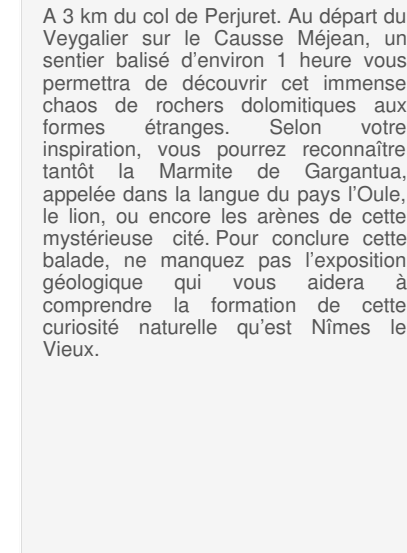 A 3 km du col de Perjuret. Au départ du
Veygalier sur le Causse Méjean, un
sentier balisé d’environ 1 heure vous
permettra de découvrir cet immense
chaos de rochers dolomitiques aux
formes étranges. Selon votre
inspiration, vous pourrez reconnaître
tantôt la Marmite de Gargantua,
appelée dans la langue du pays l’Oule,
le lion, ou encore les arènes de cette
mystérieuse cité. Pour conclure cette
balade, ne manquez pas l’exposition
géologique qui vous aidera à
comprendre la formation de cette
curiosité naturelle qu’est Nîmes le
Vieux.